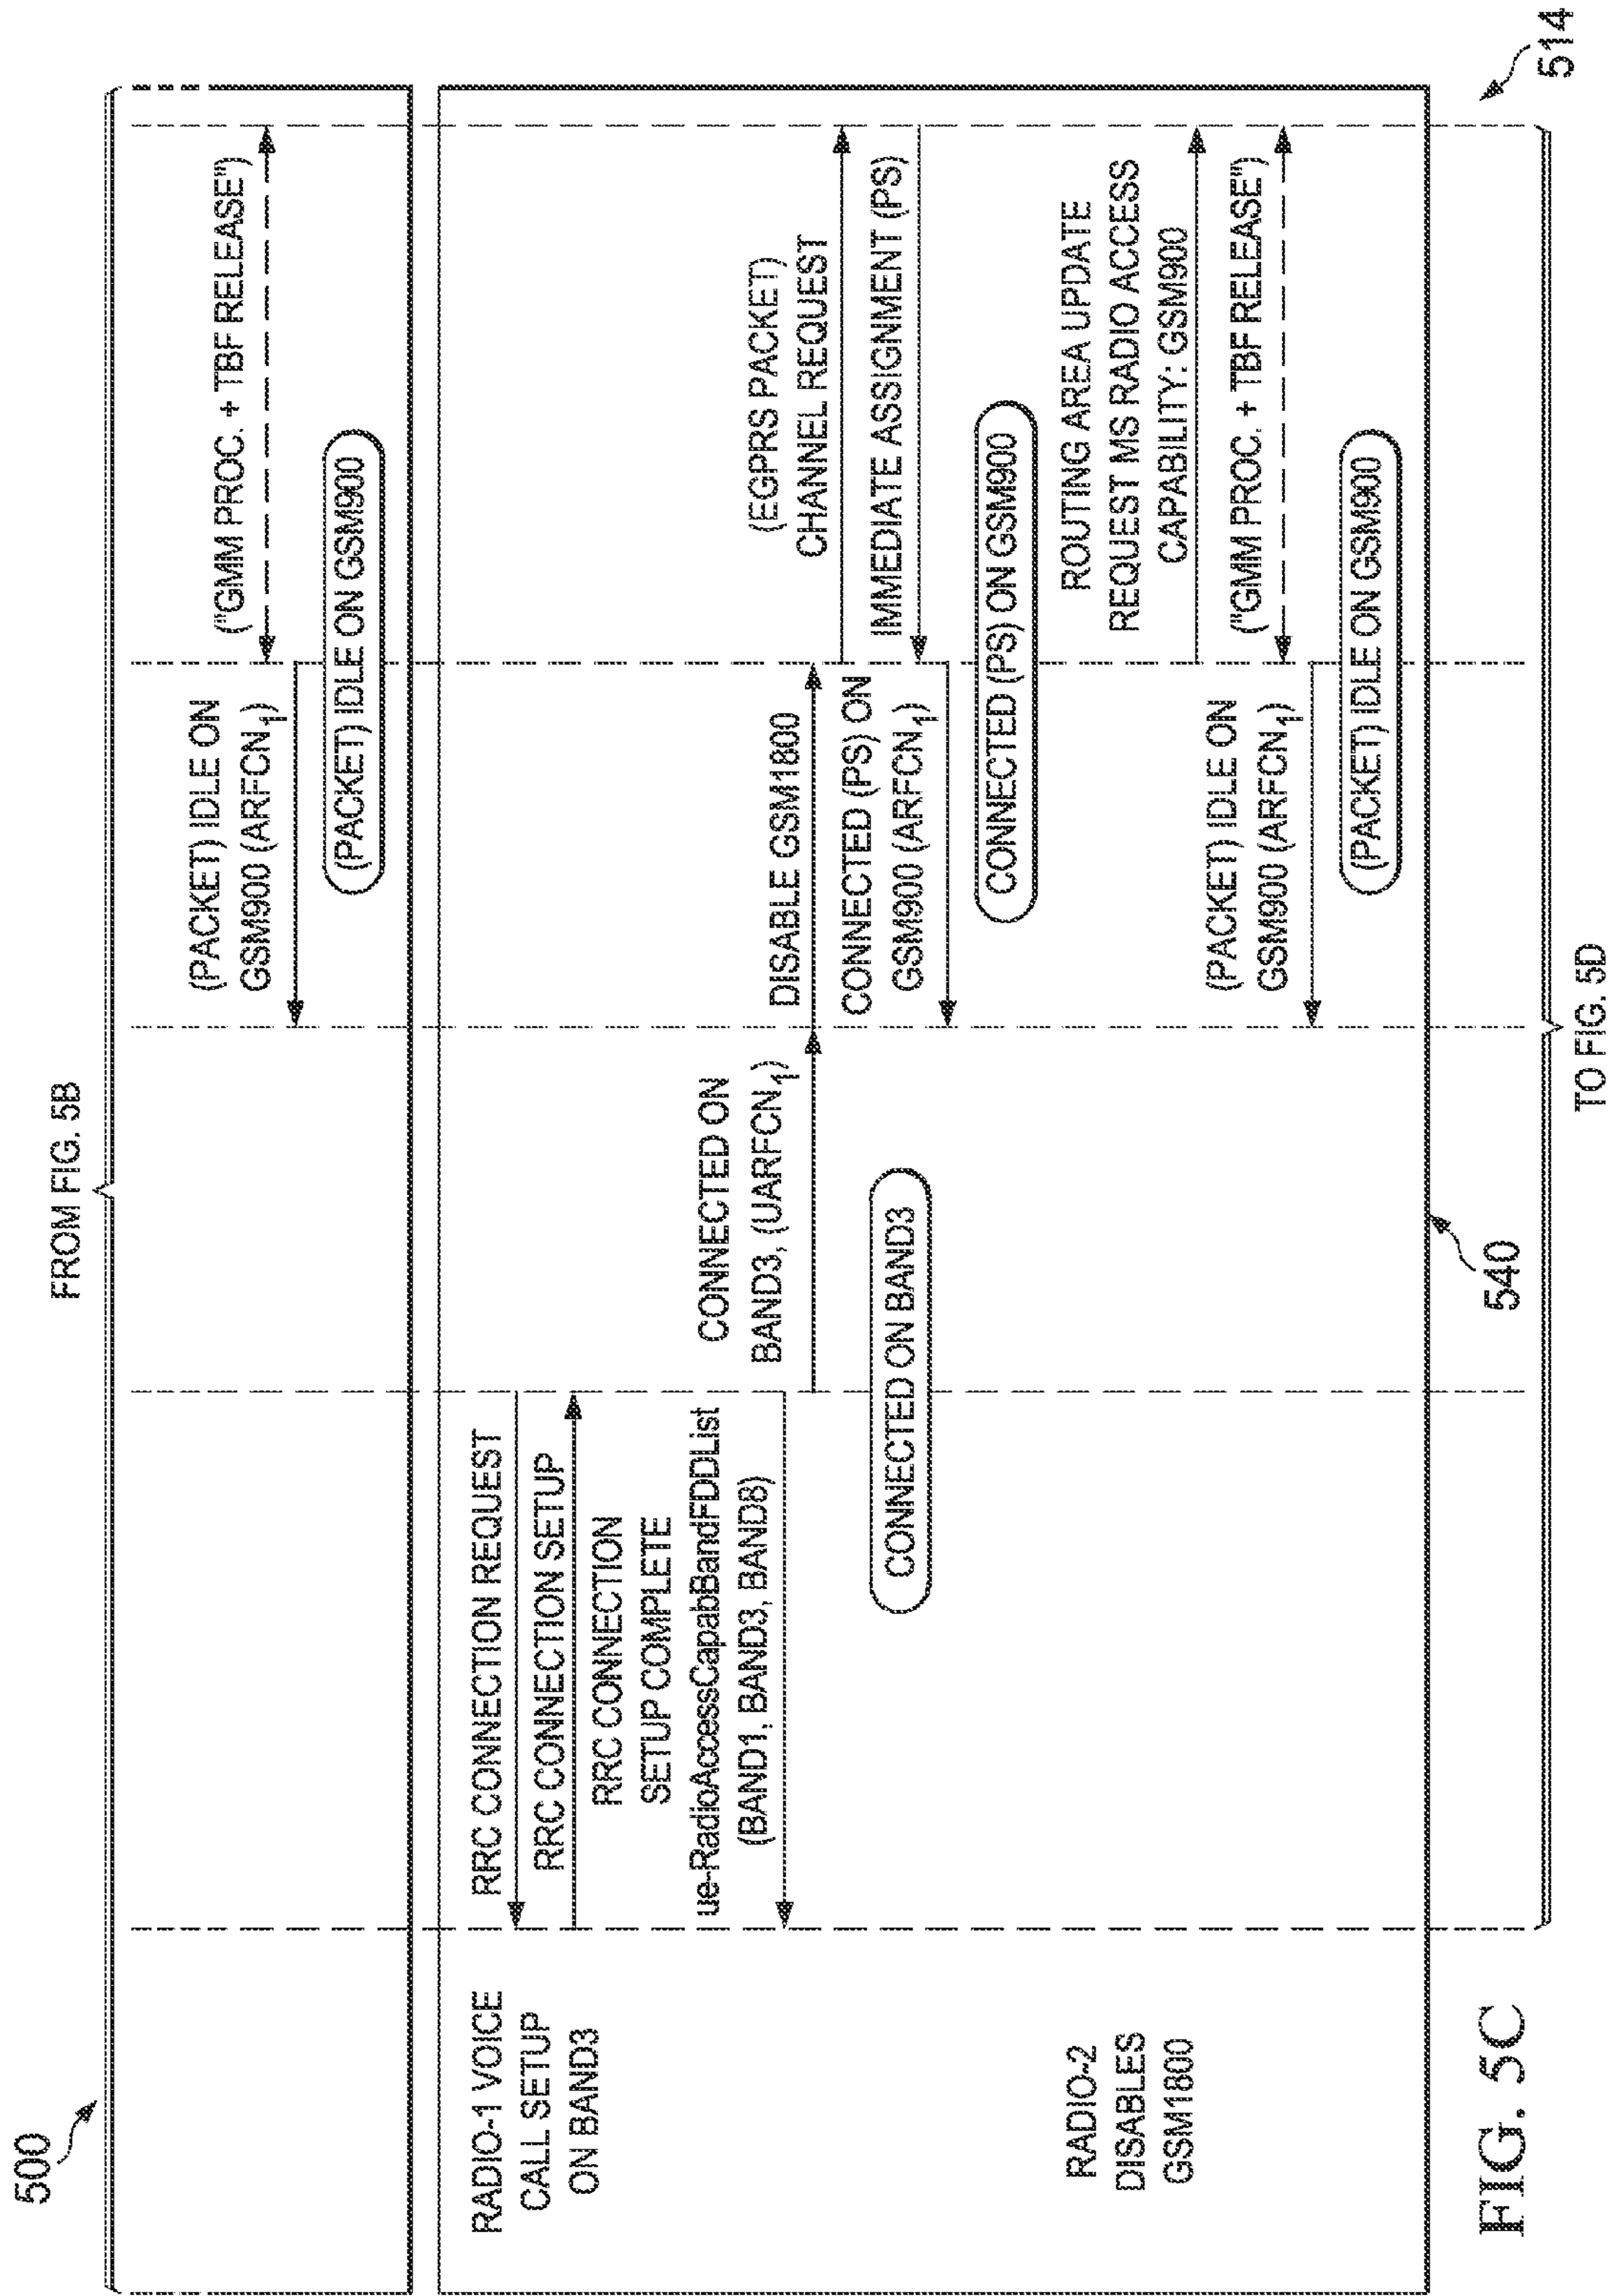 500
FROM FIG. 5B
("GMM PROC. + TBF RELEASE")
(PACKET) IDLE ON
GSM900 (ARFCN1)
(PACKET) IDLE ON GSM900
RADIO-1 VOICE
CALL SETUP
ON BAND3
RRC CONNECTION REQUEST
RRC CONNECTION SETUP
RRC CONNECTION
SETUP COMPLETE
ue-RadioAccessCapabBandFDDList
(BAND1, BAND3, BAND8)
CONNECTED ON
BAND3, (UARFCN1)
CONNECTED ON BAND3
DISABLE GSM1800
(EGPRS PACKET)
CHANNEL REQUEST
IMMEDIATE ASSIGNMENT (PS)
CONNECTED (PS) ON
GSM900 (ARFCN1)
CONNECTED (PS) ON GSM900
RADIO-2
DISABLES
GSM1800
ROUTING AREA UPDATE
REQUEST MS RADIO ACCESS
CAPABILITY: GSM900
("GMM PROC. + TBF RELEASE")
(PACKET) IDLE ON
GSM900 (ARFCN1)
(PACKET) IDLE ON GSM900
540
514
TO FIG. 5D
FIG. 5C